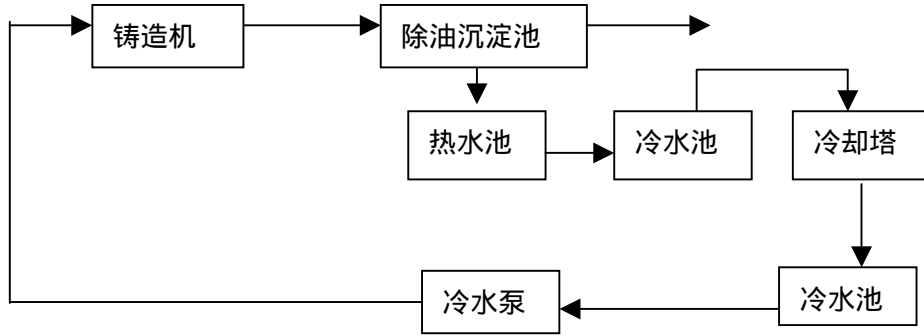 铸造机
除油沉淀池
热水池
冷水池
冷却塔
冷水泵
冷水池